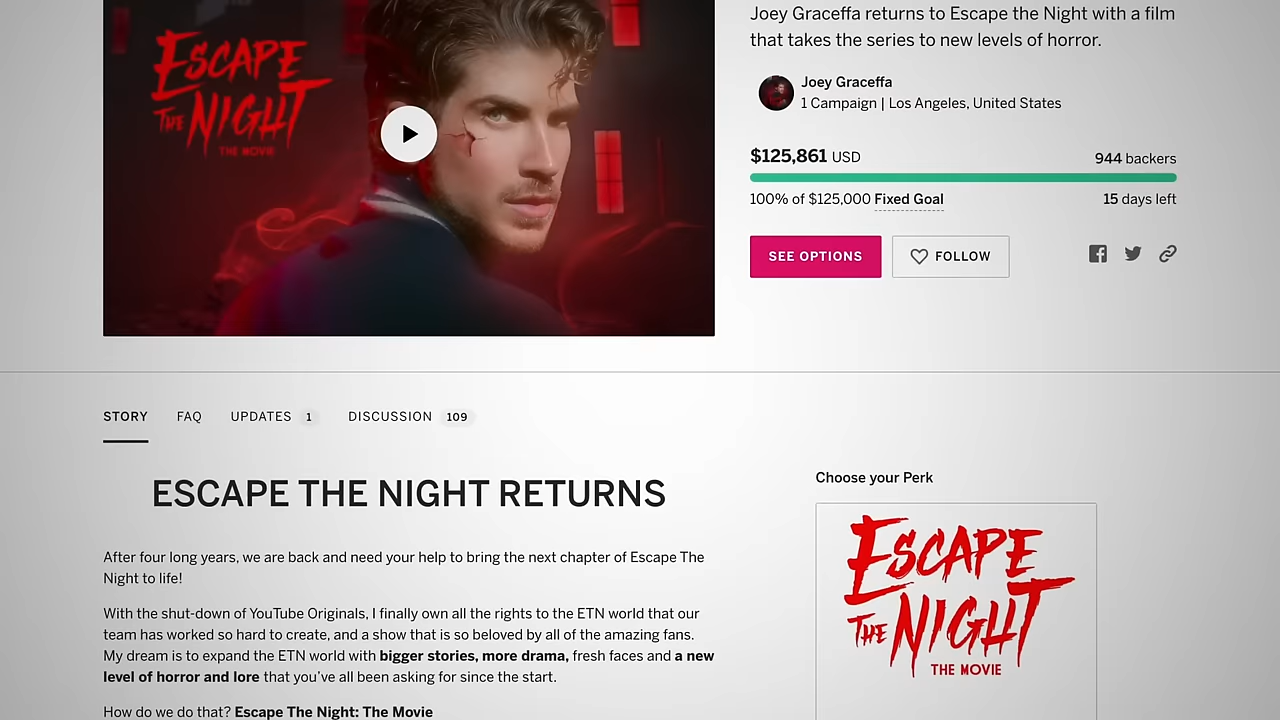 ESCAPE
THE NIGHT
THE MOVIE
Joey Graceffa returns to Escape the Night with a film
that takes the series to new levels of horror.
Joey Graceffa
1 Campaign | Los Angeles, United States
$125,861 USD
944 backers
100% of $125,000 Fixed Goal
15 days left
SEE OPTIONS
FOLLOW
STORY
FAQ
UPDATES 1
DISCUSSION 109
ESCAPE THE NIGHT RETURNS
After four long years, we are back and need your help to bring the next chapter of Escape The
Night to life!
With the shut-down of YouTube Originals, I finally own all the rights to the ETN world that our
team has worked so hard to create, and a show that is so beloved by all of the amazing fans.
My dream is to expand the ETN world with bigger stories, more drama, fresh faces and a new
level of horror and lore that you've all been asking for since the start.
How do we do that? Escape The Night: The Movie
Choose your Perk
ESCAPE
THE NIGHT
THE MOVIE